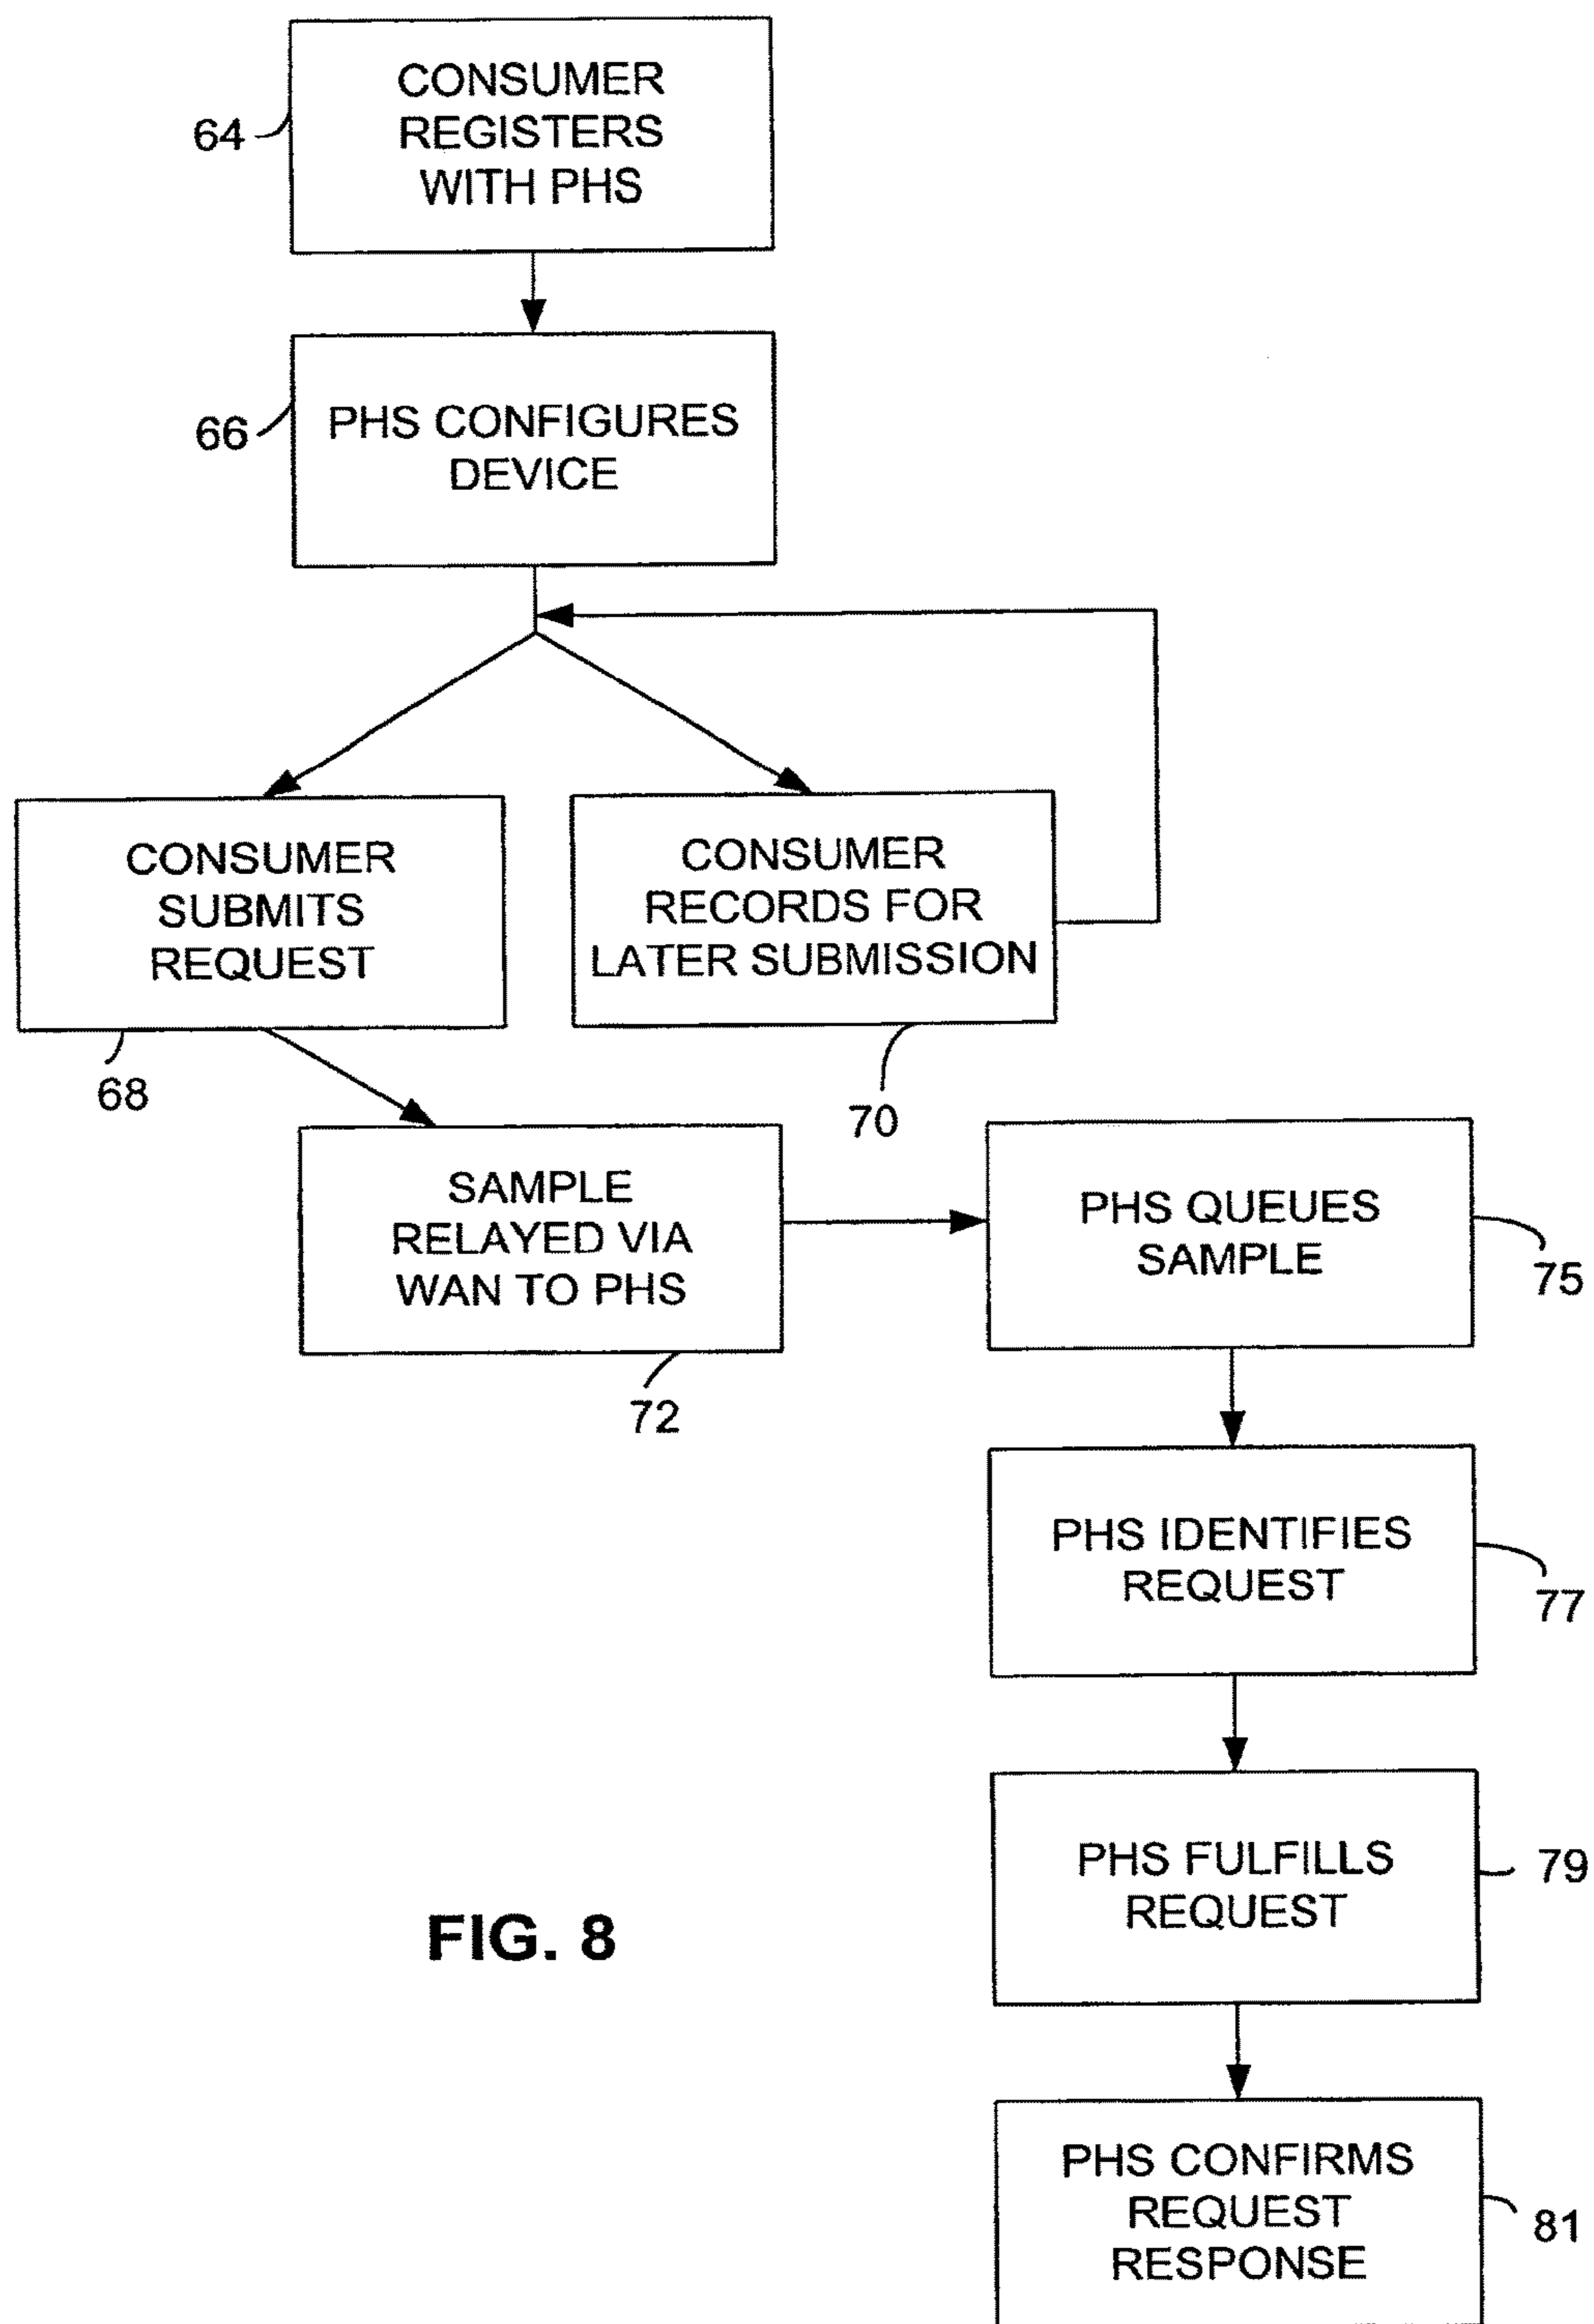 CONSUMER
REGISTERS
WITH PHS
64
PHS CONFIGURES
DEVICE
66
CONSUMER
SUBMITS
REQUEST
68
CONSUMER
RECORDS FOR
LATER SUBMISSION
70
SAMPLE
RELAYED VIA
WAN TO PHS
72
PHS QUEUES
SAMPLE
75
PHS IDENTIFIES
REQUEST
77
PHS FULFILLS
REQUEST
79
FIG. 8
PHS CONFIRMS
REQUEST
RESPONSE
81